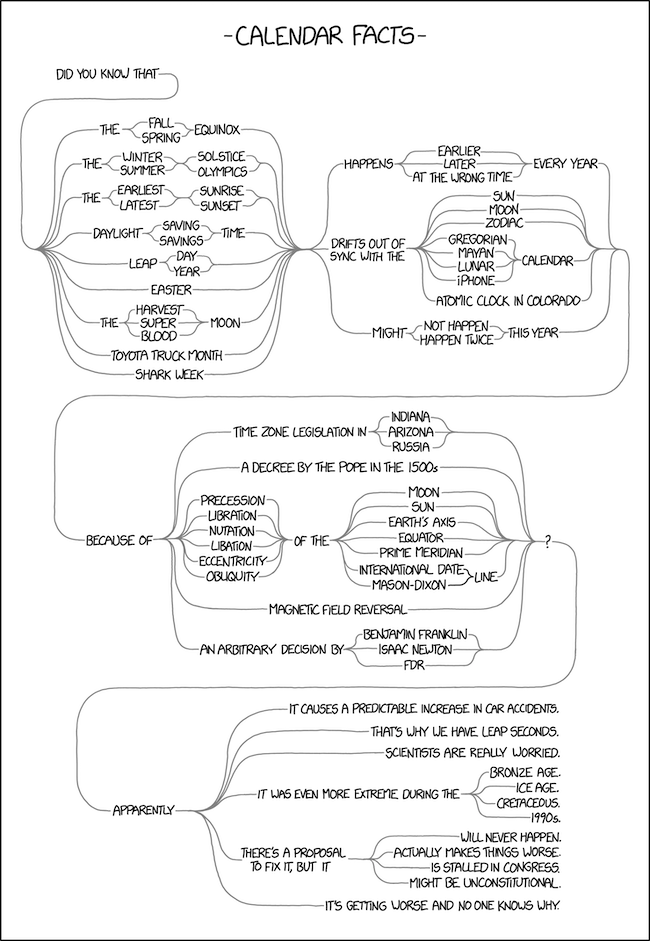 -CALENDAR FACTS-
DID YOU KNOW THAT
THE FALL SPRING EQUINOX
THE WINTER SUMMER SOLSTICE OLYMPICS
THE EARLIEST LATEST SUNRISE SUNSET
DAYLIGHT SAVING SAVINGS TIME
LEAP DAY YEAR
EASTER
THE HARVEST SUPER BLOOD MOON
TOYOTA TRUCK MONTH
SHARK WEEK
HAPPENS EARLIER LATER AT THE WRONG TIME EVERY YEAR
DRIFTS OUT OF SYNC WITH THE
SUN
MOON
ZODIAC
GREGORIAN MAYAN LUNAR iPHONE CALENDAR
ATOMIC CLOCK IN COLORADO
MIGHT NOT HAPPEN HAPPEN TWICE THIS YEAR
BECAUSE OF
TIME ZONE LEGISLATION IN INDIANA ARIZONA RUSSIA
A DECREE BY THE POPE IN THE 1500s
PRECESSION
LIBRATION
NUTATION
LIBATION
ECCENTRICITY
OBLIQUITY
OF THE
MOON
SUN
EARTH'S AXIS
EQUATOR
PRIME MERIDIAN
INTERNATIONAL DATE MASON-DIXON LINE
MAGNETIC FIELD REVERSAL
AN ARBITRARY DECISION BY BENJAMIN FRANKLIN ISAAC NEWTON FDR
?
APPARENTLY
IT CAUSES A PREDICTABLE INCREASE IN CAR ACCIDENTS.
THAT'S WHY WE HAVE LEAP SECONDS.
SCIENTISTS ARE REALLY WORRIED.
IT WAS EVEN MORE EXTREME DURING THE
BRONZE AGE.
ICE AGE.
CRETACEOUS.
1990s.
THERE'S A PROPOSAL TO FIX IT, BUT IT
WILL NEVER HAPPEN.
ACTUALLY MAKES THINGS WORSE.
IS STALLED IN CONGRESS.
MIGHT BE UNCONSTITUTIONAL.
IT'S GETTING WORSE AND NO ONE KNOWS WHY.